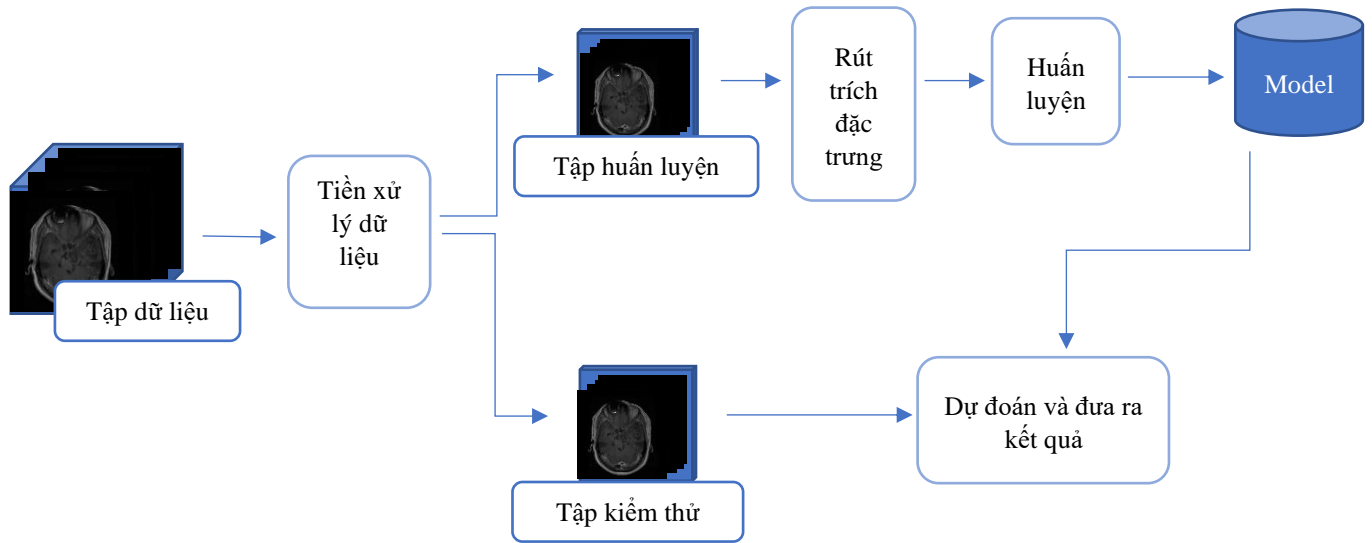 Tập dữ liệu
Tiền xử
lý dữ
liệu
Tập huấn luyện
Rút
trích
đặc
trưng
Huấn
luyện
Model
Tập kiểm thử
Dự đoán và đưa ra
kết quả